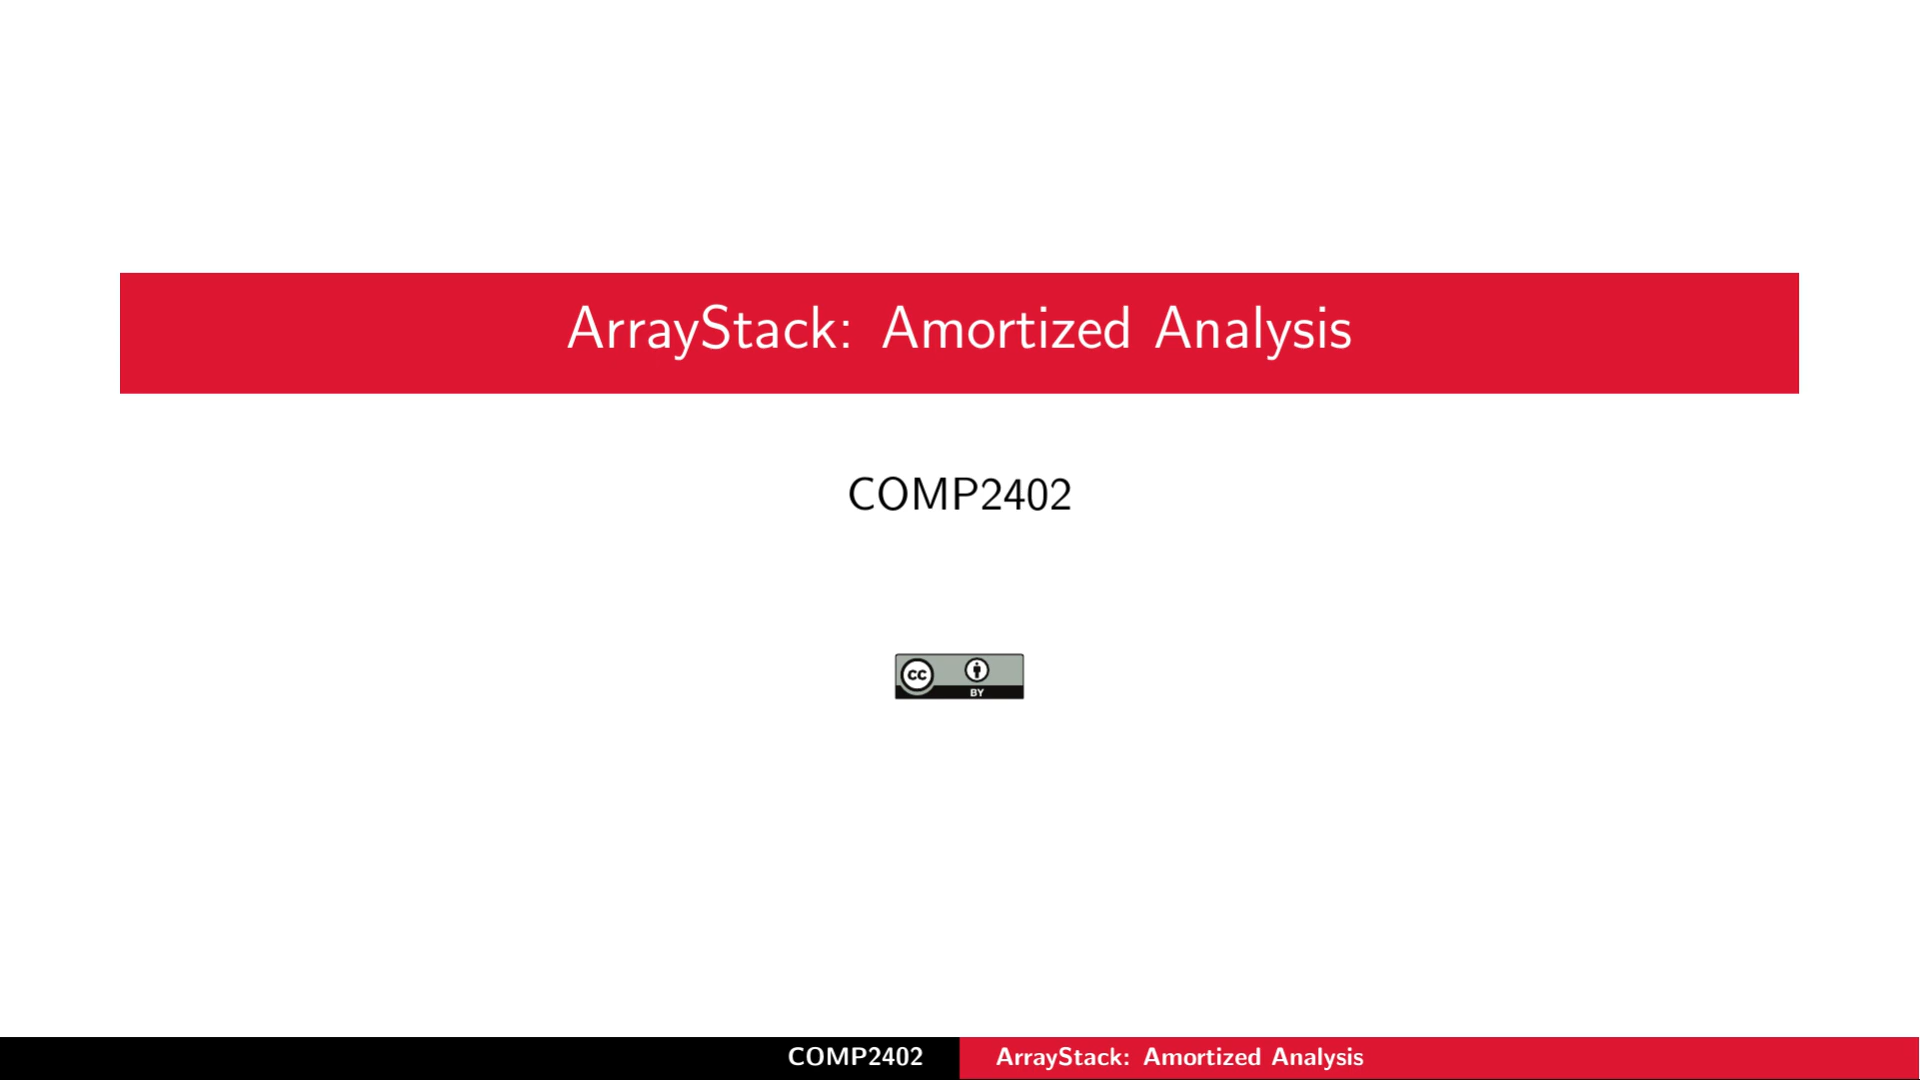 ArrayStack: Amortized Analysis
COMP2402
cc
BY
COMP2402 ArrayStack: Amortized Analysis